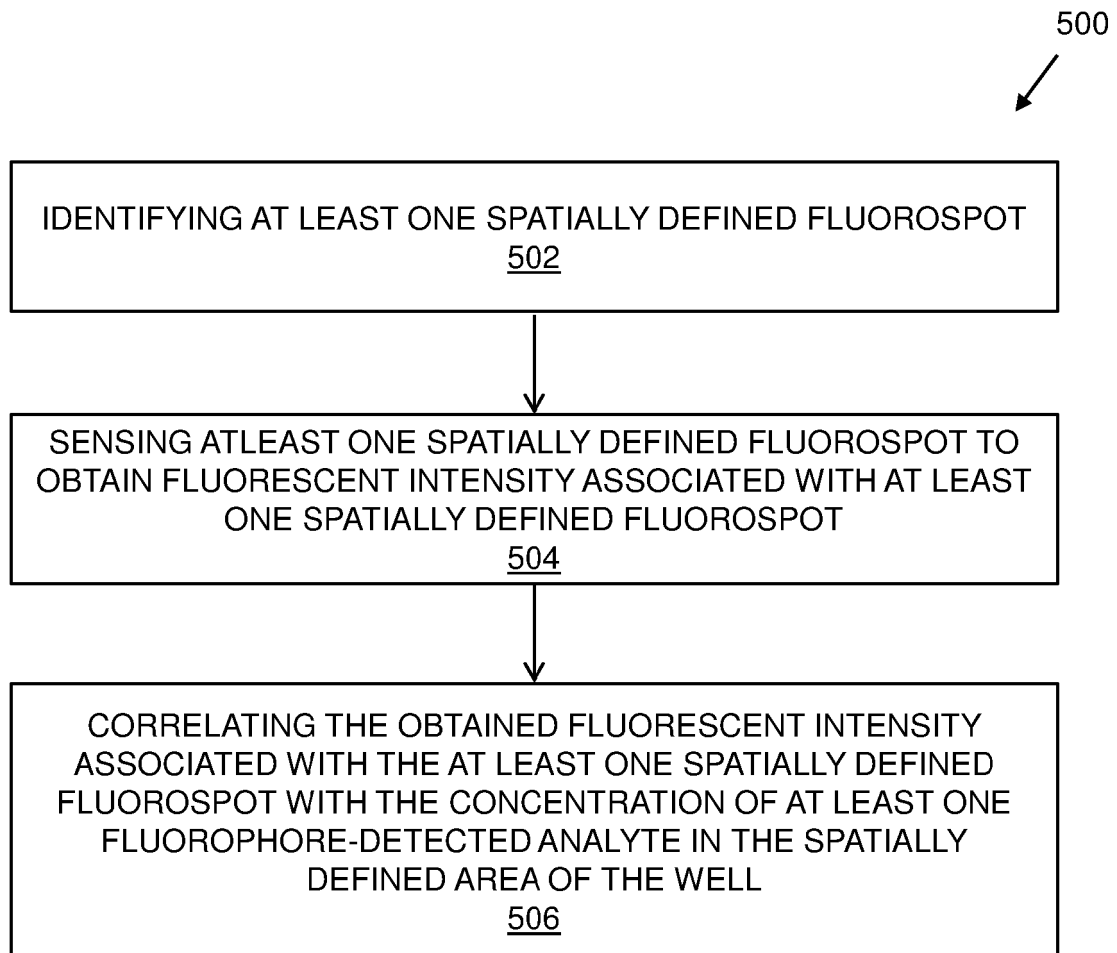 500
IDENTIFYING AT LEAST ONE SPATIALLY DEFINED FLUOROSPOT
502
SENSING ATLEAST ONE SPATIALLY DEFINED FLUOROSPOT TO
OBTAIN FLUORESCENT INTENSITY ASSOCIATED WITH AT LEAST
ONE SPATIALLY DEFINED FLUOROSPOT
504
CORRELATING THE OBTAINED FLUORESCENT INTENSITY
ASSOCIATED WITH THE AT LEAST ONE SPATIALLY DEFINED
FLUOROSPOT WITH THE CONCENTRATION OF AT LEAST ONE
FLUOROPHORE-DETECTED ANALYTE IN THE SPATIALLY
DEFINED AREA OF THE WELL
506